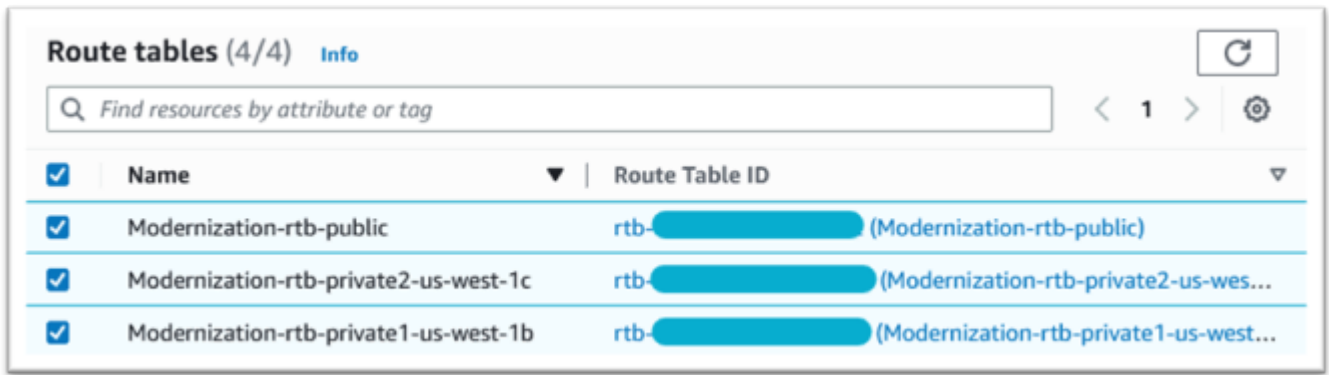 Route tables (4/4) Info
Find resources by attribute or tag
1
Name Route Table ID
Modernization-rtb-public rtb- (Modernization-rtb-public)
Modernization-rtb-private2-us-west-1c rtb- (Modernization-rtb-private2-us-wes...
Modernization-rtb-private1-us-west-1b rtb- (Modernization-rtb-private1-us-west...